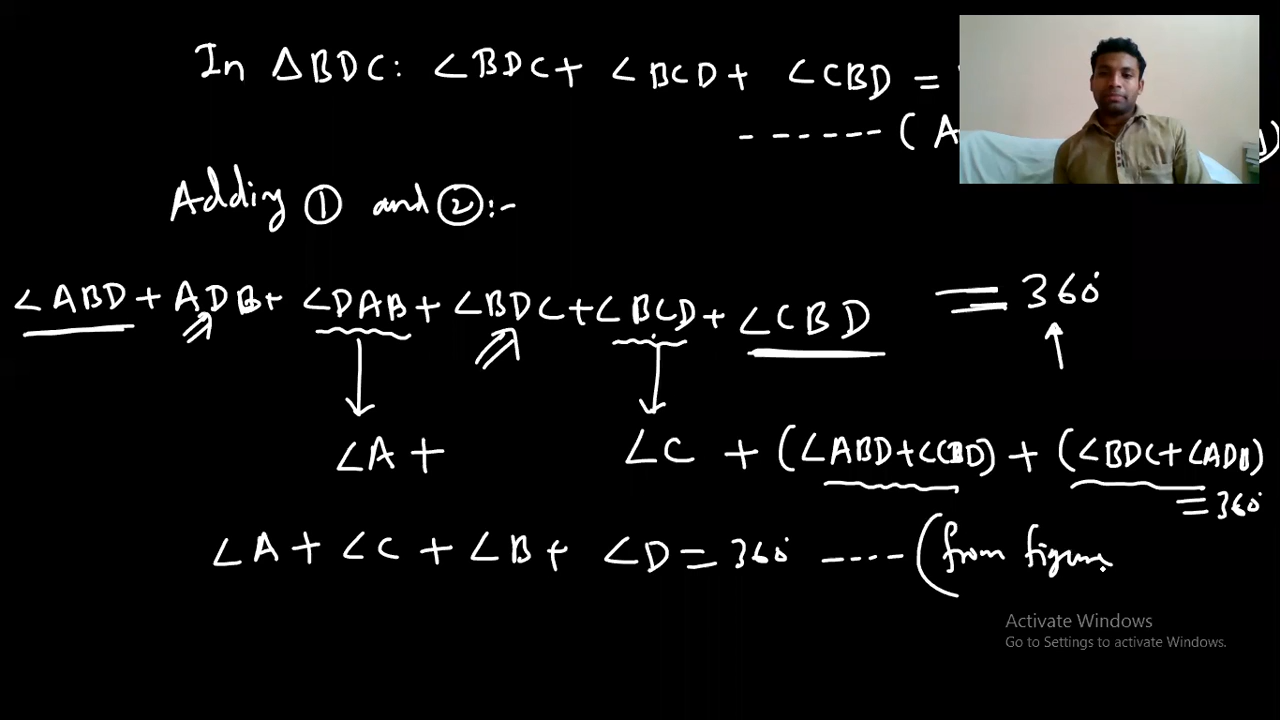 In ΔBDC: ∠BDC + ∠BCD + ∠CBD =
------ (A
Adding ① and ②:-
∠ABD + ADB + ∠DAB + ∠BDC + ∠BCD + ∠CBD = 360°
∠A + ∠C + (∠ABD + ∠CBD) + (∠BDC + ∠ADB)
= 360°
∠A + ∠C + ∠B + ∠D = 360° ---- (from figure
Activate Windows
Go to Settings to activate Windows.